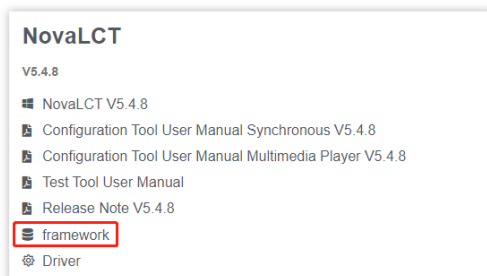 NovaLCT
V5.4.8
NovaLCT V5.4.8
Configuration Tool User Manual Synchronous V5.4.8
Configuration Tool User Manual Multimedia Player V5.4.8
Test Tool User Manual
Release Note V5.4.8
framework
Driver